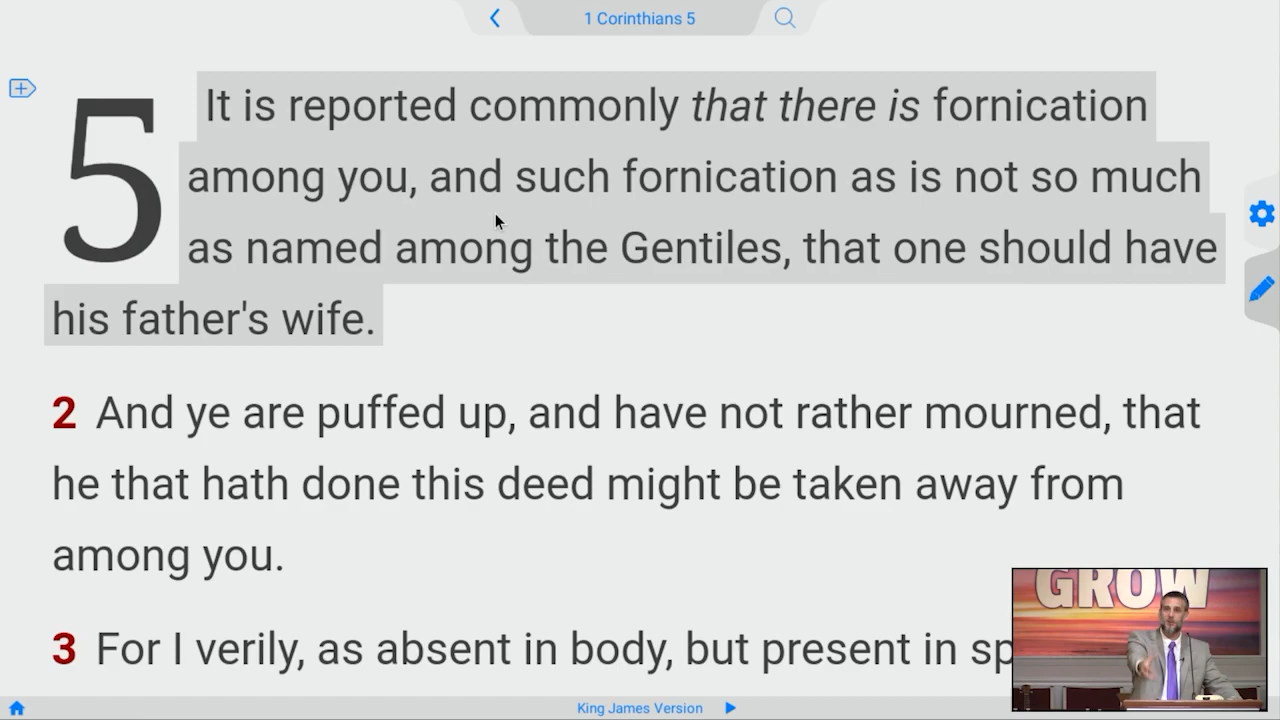 1 Corinthians 5
5 It is reported commonly that there is fornication
among you, and such fornication as is not so much
as named among the Gentiles, that one should have
his father's wife.
2 And ye are puffed up, and have not rather mourned, that
he that hath done this deed might be taken away from
among you.
3 For I verily, as absent in body, but present in sp
GROW
King James Version